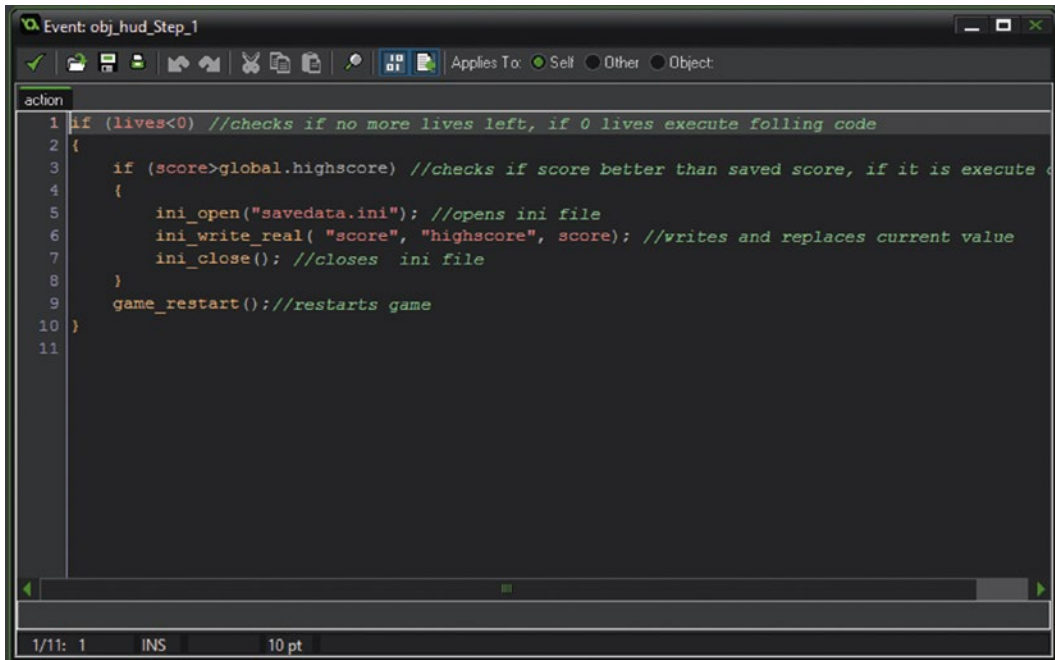 Event: obj_hud_Step_1
Applies To: Self Other Object:
action
1 if (lives<0) //checks if no more lives left, if 0 lives execute folling code
2 {
3 if (score>global.highscore) //checks if score better than saved score, if it is execute
4 {
5 ini_open("savedata.ini"); //opens ini file
6 ini_write_real( "score", "highscore", score); //writes and replaces current value
7 ini_close(); //closes  ini file
8 }
9 game_restart();//restarts game
10 }
11
1/11: 1 INS 10 pt